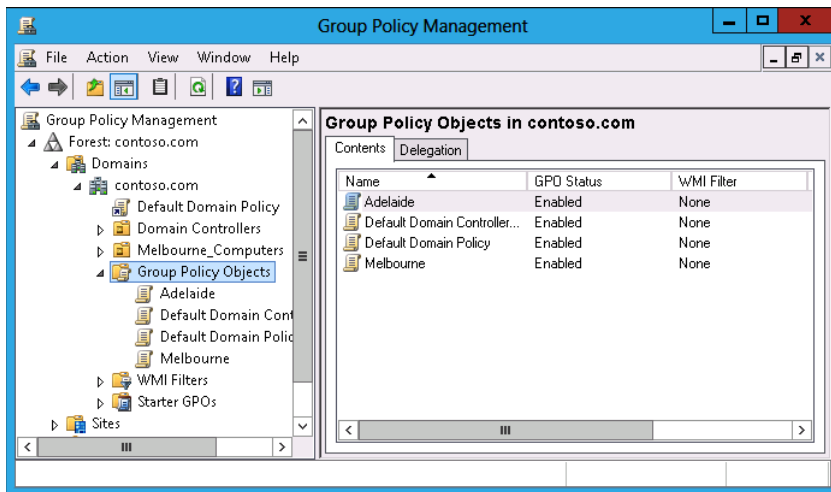 Group Policy Management
File Action View Window Help
Group Policy Management
Forest: contoso.com
Domains
contoso.com
Default Domain Policy
Domain Controllers
Melbourne_Computers
Group Policy Objects
Adelaide
Default Domain Cont
Default Domain Polic
Melbourne
WMI Filters
Starter GPOs
Sites
Group Policy Objects in contoso.com
Contents Delegation
Name GPO Status WMI Filter
Adelaide Enabled None
Default Domain Controller... Enabled None
Default Domain Policy Enabled None
Melbourne Enabled None